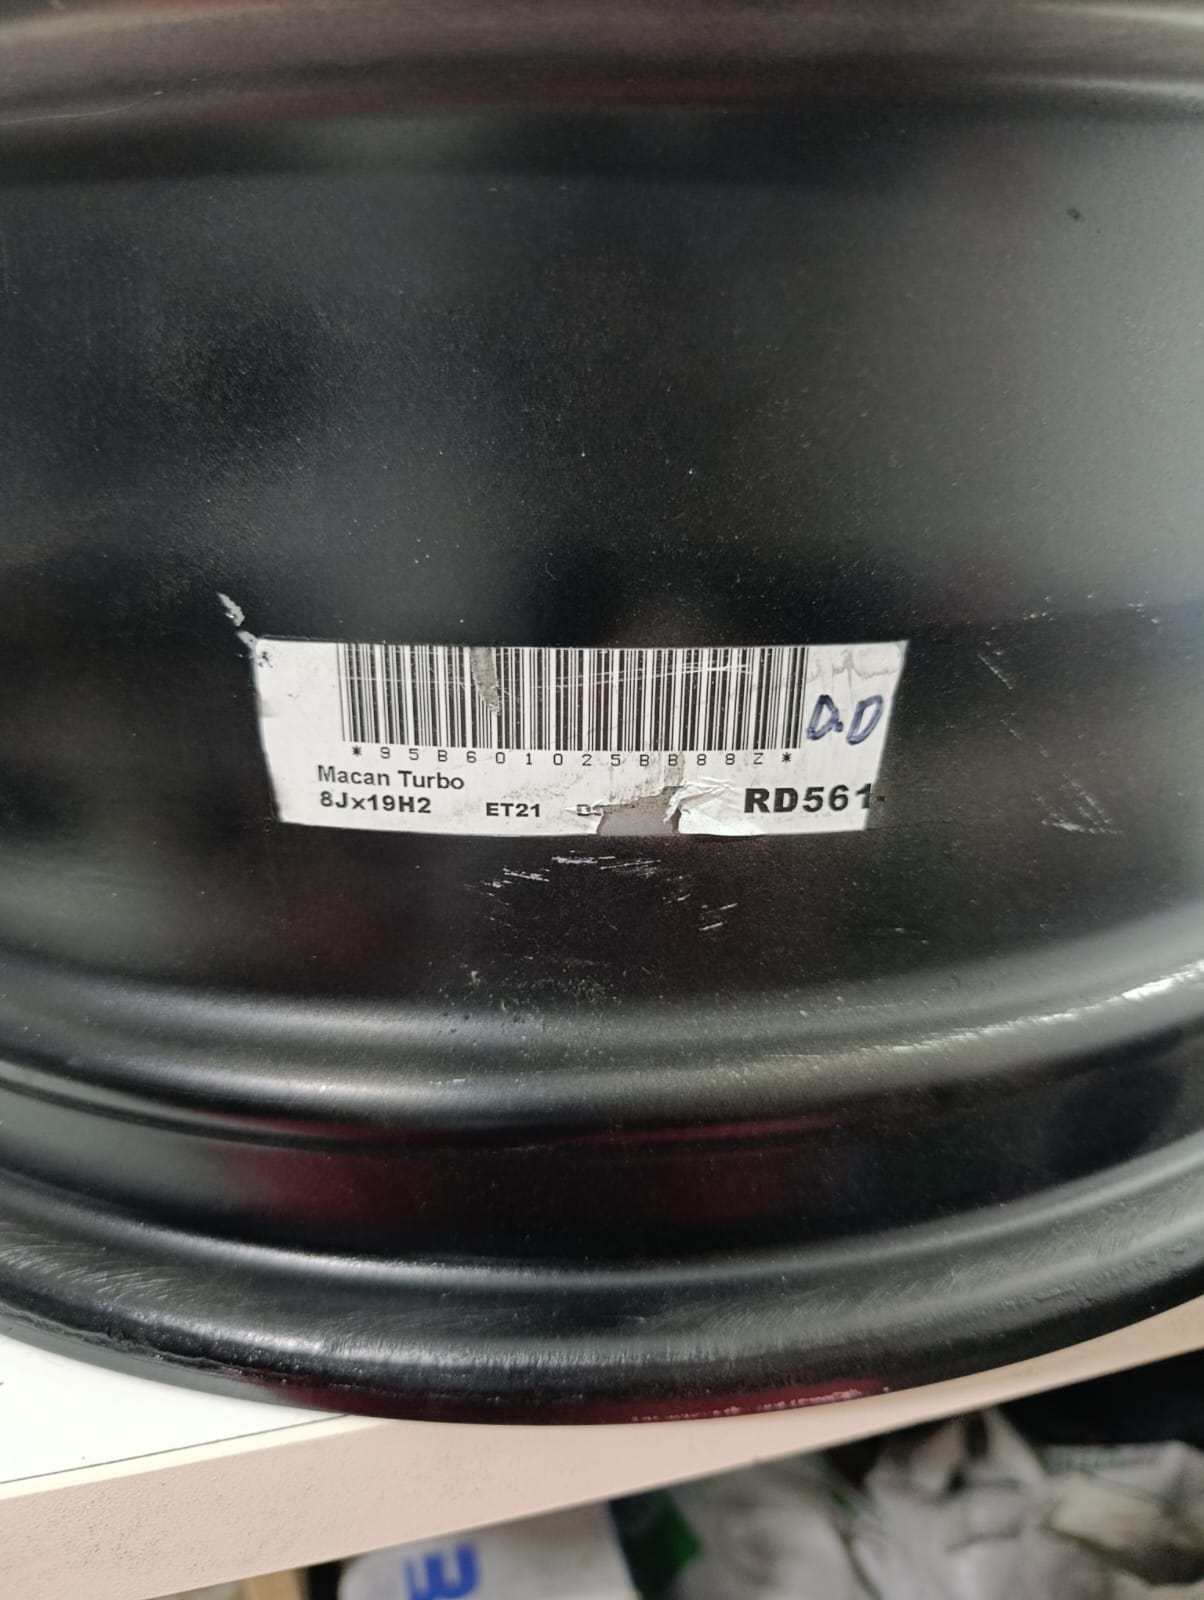 *95B601025BB88Z*
D.D
Macan Turbo
8Jx19H2 ET21 RD561